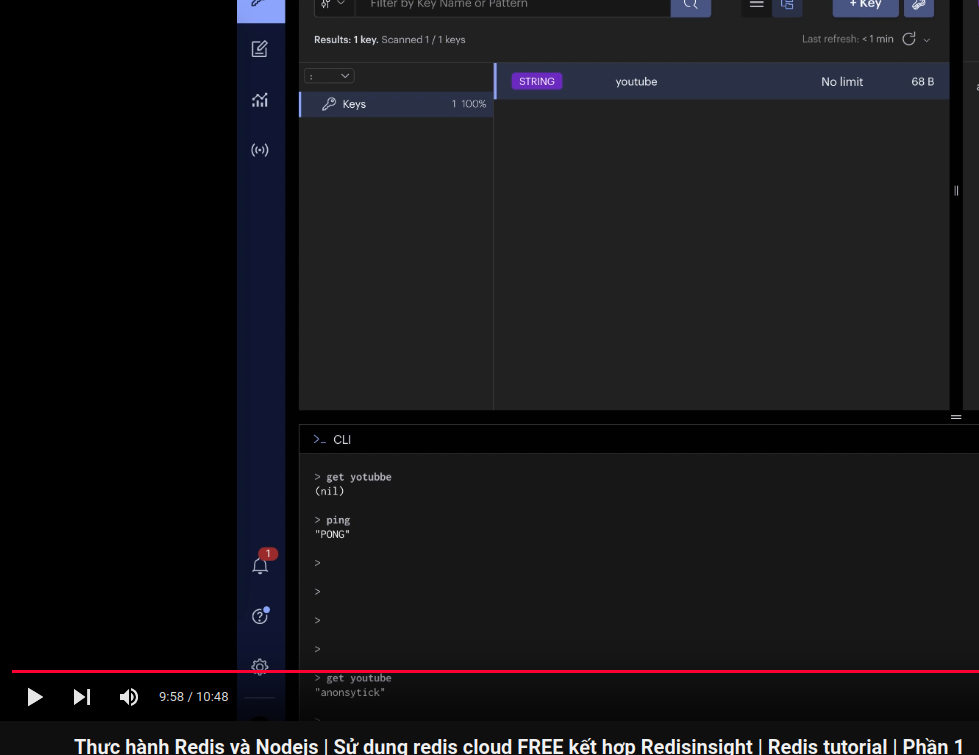 Filter by Key Name or Pattern
+ Key
Results: 1 key. Scanned 1 / 1 keys
Last refresh: < 1 min
:
STRING youtube No limit 68 B
Keys 1 100%
>_ CLI
> get yotubbe
(nil)
> ping
"PONG"
>
>
>
>
1
> get youtube
"anonsytick"
>
9:58 / 10:48
Thực hành Redis và Nodejs | Sử dụng redis cloud FREE kết hợp Redisinsight | Redis tutorial | Phần 1